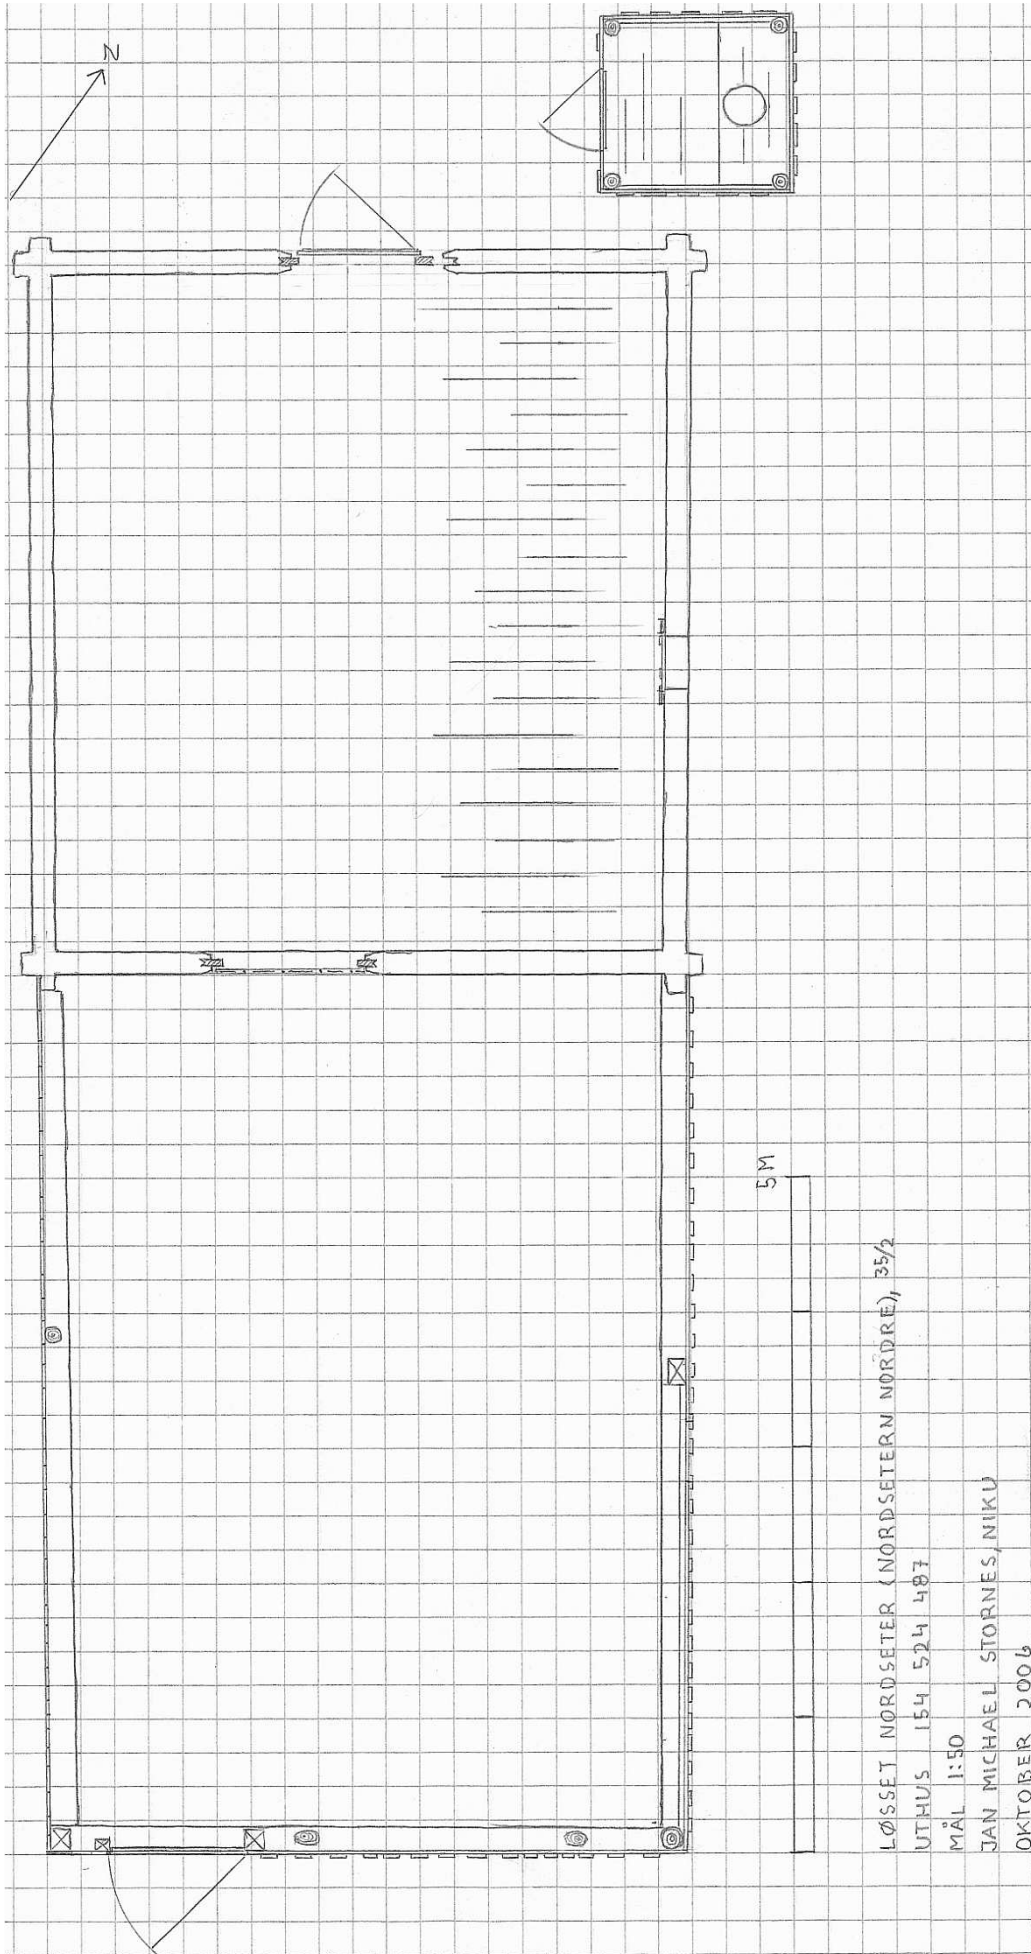 N
5M
LØSSET NORDSETER (NORDSETERN NORDRE), 35/2
UTHUS 154 524 487
MÅL 1:50
JAN MICHAEL STORNES, NIKU
OKTOBER 2006